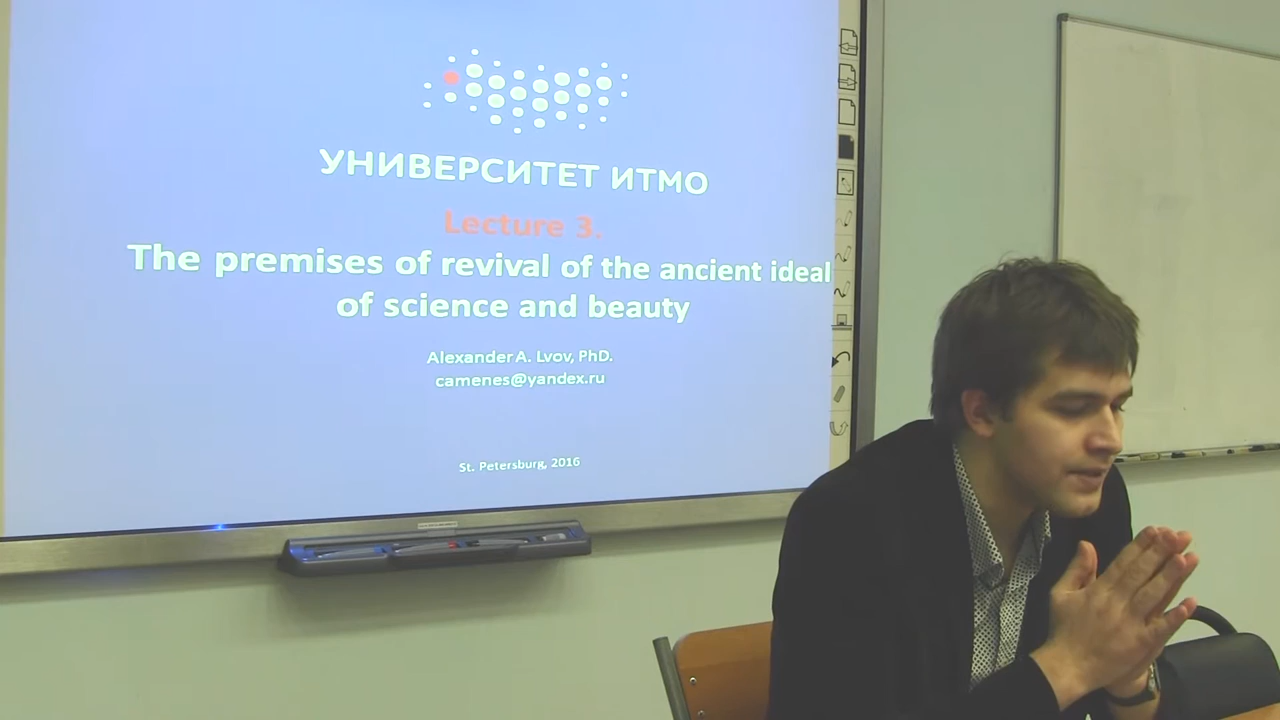 УНИВЕРСИТЕТ ИТМО
Lecture 3.
The premises of revival of the ancient ideal
of science and beauty
Alexander A. Lvov, PhD.
camenes@yandex.ru
St. Petersburg, 2016